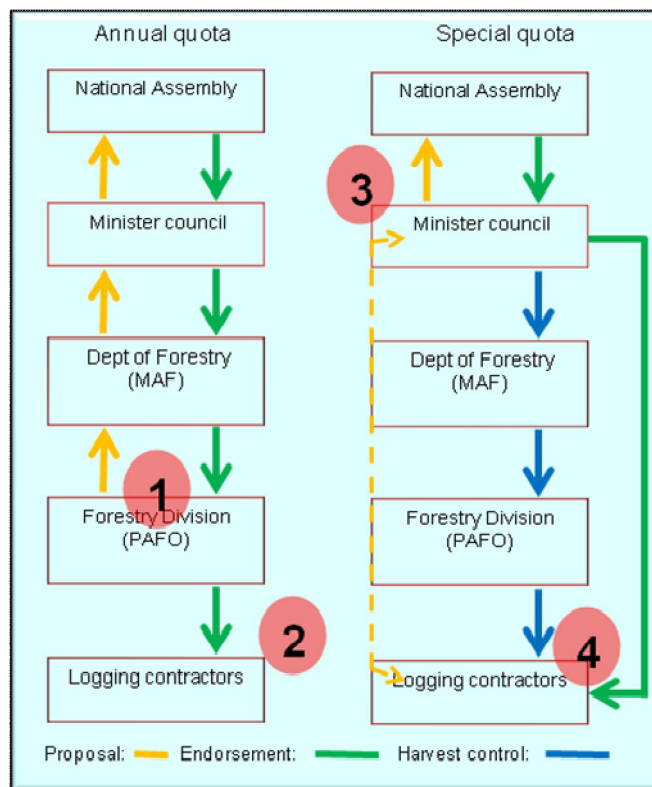 Annual quota
National Assembly
Minister council
Dept of Forestry
(MAF)
1
Forestry Division
(PAFO)
2
Logging contractors
Special quota
National Assembly
3
Minister council
Dept of Forestry
(MAF)
Forestry Division
(PAFO)
4
Logging contractors
Proposal: Endorsement: Harvest control: